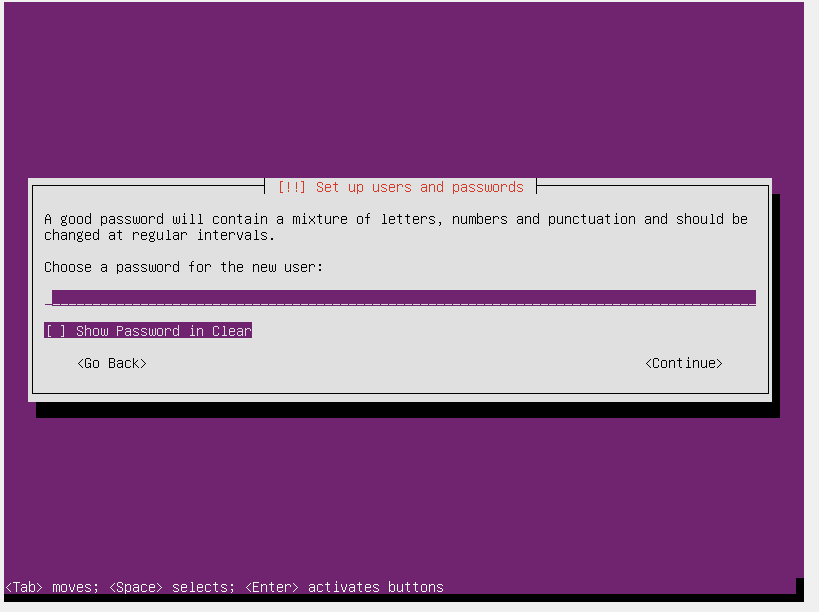 [!!] Set up users and passwords
A good password will contain a mixture of letters, numbers and punctuation and should be
changed at regular intervals.
Choose a password for the new user:
[ ] Show Password in Clear
<Go Back> <Continue>
<Tab> moves; <Space> selects; <Enter> activates buttons